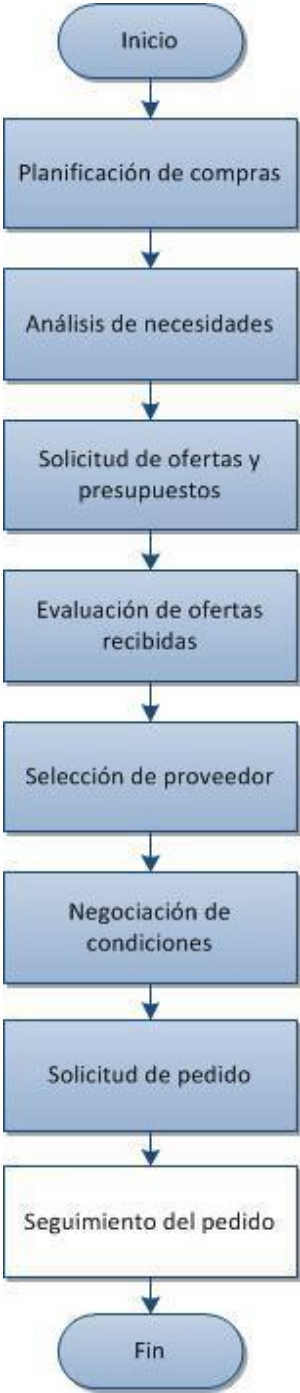 Inicio
Planificación de compras
Análisis de necesidades
Solicitud de ofertas y
presupuestos
Evaluación de ofertas
recibidas
Selección de proveedor
Negociación de
condiciones
Solicitud de pedido
Seguimiento del pedido
Fin